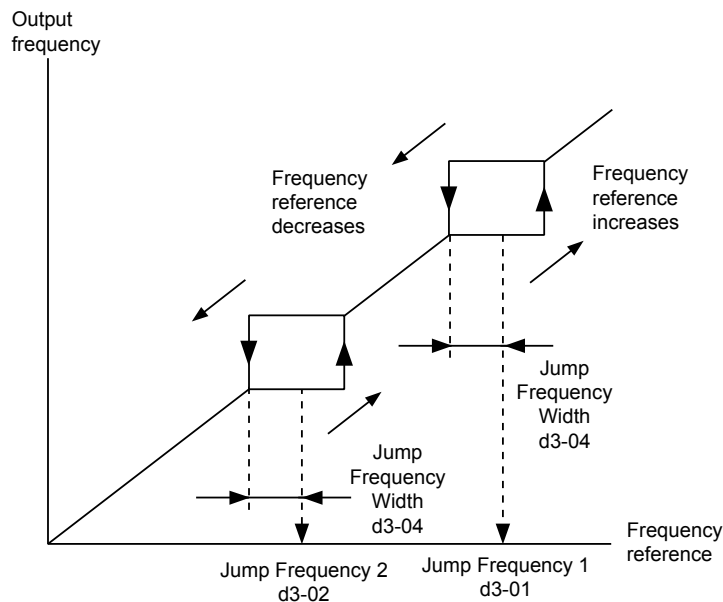 Output
frequency
Frequency
reference
decreases
Frequency
reference
increases
Jump
Frequency
Width
d3-04
Jump
Frequency
Width
d3-04
Frequency
reference
Jump Frequency 2
d3-02
Jump Frequency 1
d3-01